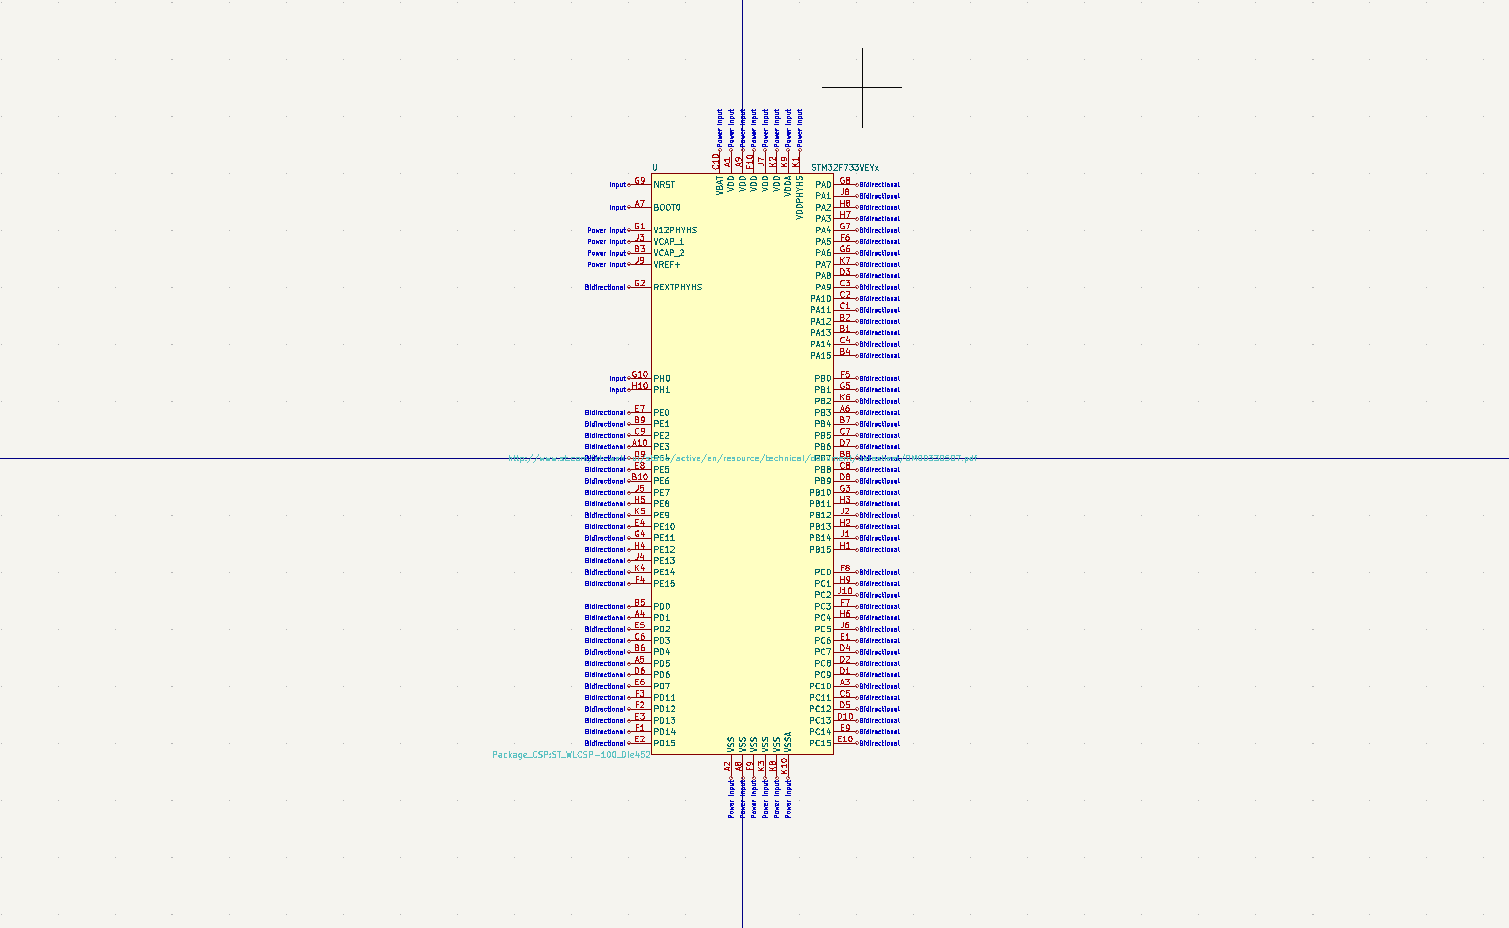 Power Input Power Input Power Input Power Input Power Input Power Input Power Input Power Input
C10 A1 A9 F10 J7 K2 K9 K1
U STM32F733VEYx
VBAT VDD VDD VDD VDD VDD VDDA VDDPHYHS
Input G9 NRST PA0 G8 Bidirectional
PA1 J8 Bidirectional
Input A7 BOOT0 PA2 H8 Bidirectional
PA3 H7 Bidirectional
Power Input G1 V12PHYHS PA4 G7 Bidirectional
Power Input J3 VCAP_1 PA5 F6 Bidirectional
Power Input B3 VCAP_2 PA6 G6 Bidirectional
Power Input J9 VREF+ PA7 K7 Bidirectional
PA8 D3 Bidirectional
Bidirectional G2 REXTPHYHS PA9 C3 Bidirectional
PA10 C2 Bidirectional
PA11 C1 Bidirectional
PA12 B2 Bidirectional
PA13 B1 Bidirectional
PA14 C4 Bidirectional
PA15 B4 Bidirectional
Input G10 PH0 PB0 F5 Bidirectional
Input H10 PH1 PB1 G5 Bidirectional
PB2 K6 Bidirectional
Bidirectional E7 PE0 PB3 A6 Bidirectional
Bidirectional B9 PE1 PB4 B7 Bidirectional
Bidirectional C9 PE2 PB5 C7 Bidirectional
Bidirectional A10 PE3 PB6 D7 Bidirectional
Bidirectional D9 PE4 PB7 B8 Bidirectional
Bidirectional E8 PE5 PB8 C8 Bidirectional
Bidirectional B10 PE6 PB9 D8 Bidirectional
Bidirectional J5 PE7 PB10 G3 Bidirectional
Bidirectional H5 PE8 PB11 H3 Bidirectional
Bidirectional K5 PE9 PB12 J2 Bidirectional
Bidirectional E4 PE10 PB13 H2 Bidirectional
Bidirectional G4 PE11 PB14 J1 Bidirectional
Bidirectional H4 PE12 PB15 H1 Bidirectional
Bidirectional J4 PE13
Bidirectional K4 PE14 PC0 F8 Bidirectional
Bidirectional F4 PE15 PC1 H9 Bidirectional
PC2 J10 Bidirectional
Bidirectional B5 PD0 PC3 F7 Bidirectional
Bidirectional A4 PD1 PC4 H6 Bidirectional
Bidirectional E5 PD2 PC5 J6 Bidirectional
Bidirectional C6 PD3 PC6 E1 Bidirectional
Bidirectional B6 PD4 PC7 D4 Bidirectional
Bidirectional A5 PD5 PC8 D2 Bidirectional
Bidirectional D6 PD6 PC9 D1 Bidirectional
Bidirectional E6 PD7 PC10 A3 Bidirectional
Bidirectional F3 PD11 PC11 C5 Bidirectional
Bidirectional F2 PD12 PC12 D5 Bidirectional
Bidirectional E3 PD13 PC13 D10 Bidirectional
Bidirectional F1 PD14 PC14 E9 Bidirectional
Bidirectional E2 PD15 PC15 E10 Bidirectional
VSS VSS VSS VSS VSS VSSA
Package_CSP:ST_WLCSP-100_Die452
A2 A8 F9 K3 K8 K10
Power Input Power Input Power Input Power Input Power Input Power Input